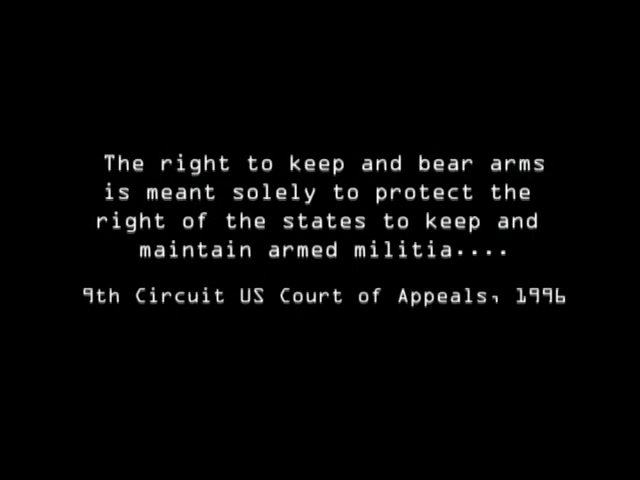 The right to keep and bear arms
is meant solely to protect the
right of the states to keep and
maintain armed militia....
9th Circuit US Court of Appeals, 1996